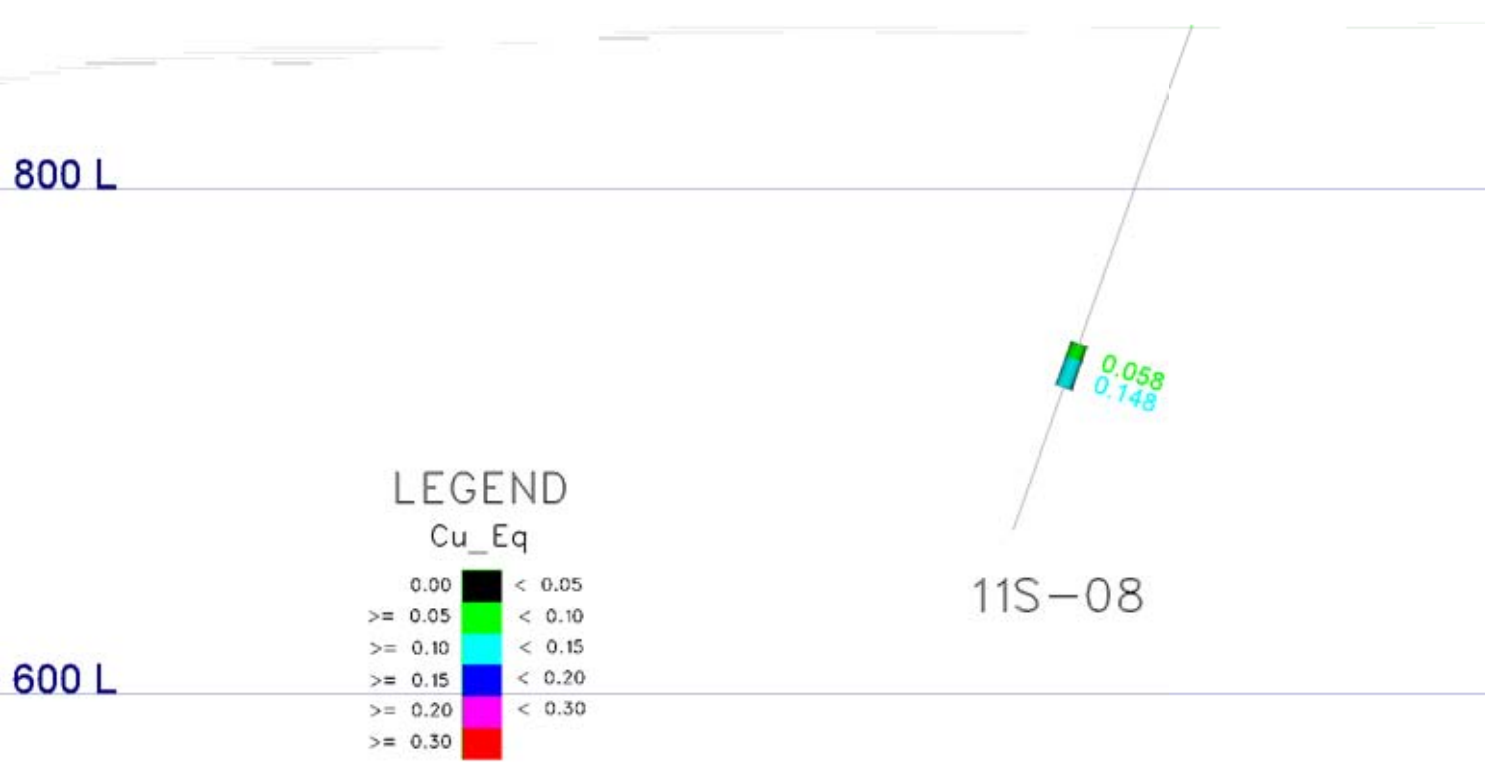 800 L
0.058
0.148
LEGEND
Cu_Eq
0.00 < 0.05
>= 0.05 < 0.10
>= 0.10 < 0.15
>= 0.15 < 0.20
>= 0.20 < 0.30
>= 0.30
11S-08
600 L